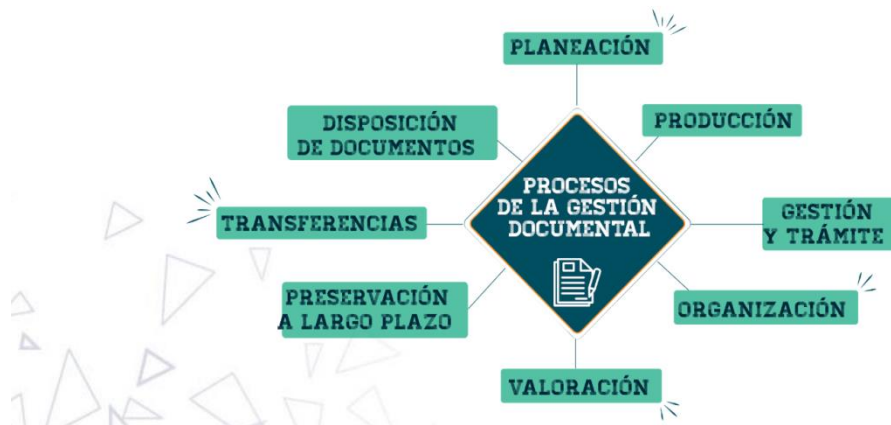 PLANEACIÓN
DISPOSICIÓN
DE DOCUMENTOS
PRODUCCIÓN
PROCESOS
DE LA GESTIÓN
DOCUMENTAL
TRANSFERENCIAS
GESTIÓN
Y TRÁMITE
PRESERVACIÓN
A LARGO PLAZO
ORGANIZACIÓN
VALORACIÓN